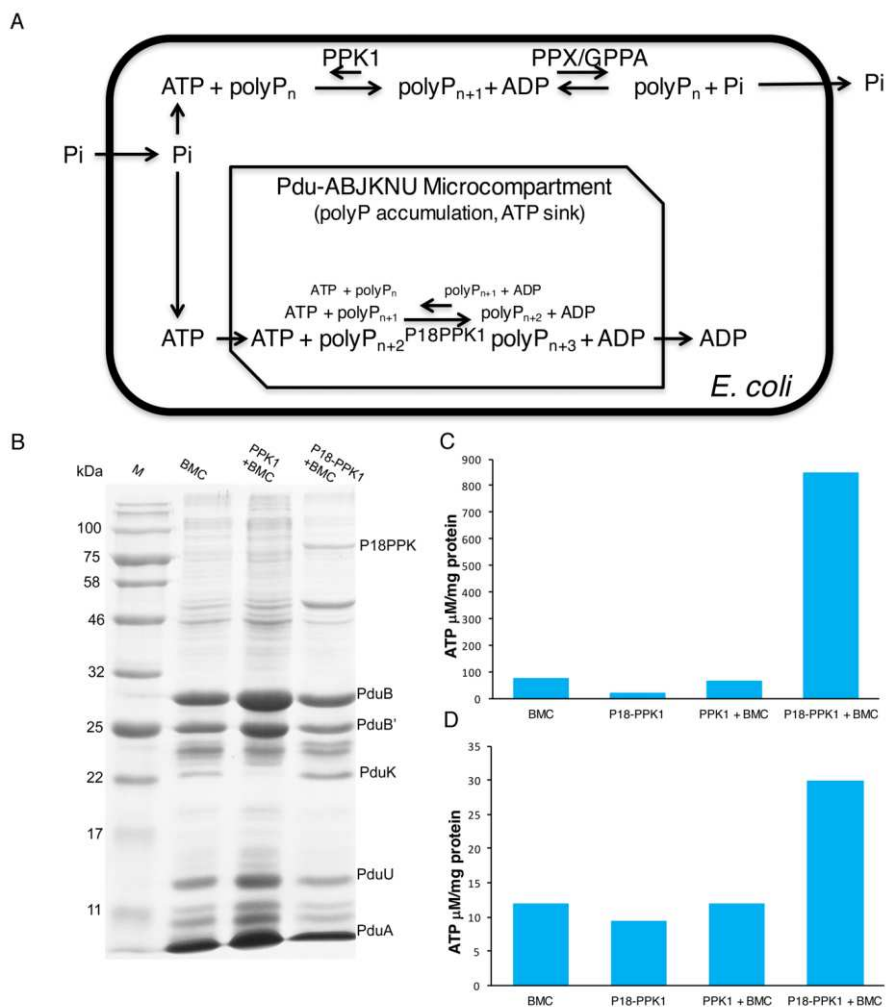 A
PPK1
PPX/GPPA
ATP + polyPₙ
polyPₙ₊₁ + ADP
polyPₙ + Pi
Pi
Pi
Pi
Pdu-ABJKNU Microcompartment
(polyP accumulation, ATP sink)
ATP + polyPₙ
polyPₙ₊₁ + ADP
ATP + polyPₙ₊₁
polyPₙ₊₂ + ADP
ATP
ATP + polyPₙ₊₂
P18PPK1
polyPₙ₊₃ + ADP
ADP
E. coli
B
kDa
M
BMC
PPK1
+BMC
P18-PPK1
+BMC
100
75
58
46
32
25
22
17
11
P18PPK
PduB
PduB'
PduK
PduU
PduA
C
ATP µM/mg protein
900
800
700
600
500
400
300
200
100
0
BMC
P18-PPK1
PPK1 + BMC
P18-PPK1 + BMC
D
ATP µM/mg protein
35
30
25
20
15
10
5
0
BMC
P18-PPK1
PPK1 + BMC
P18-PPK1 + BMC